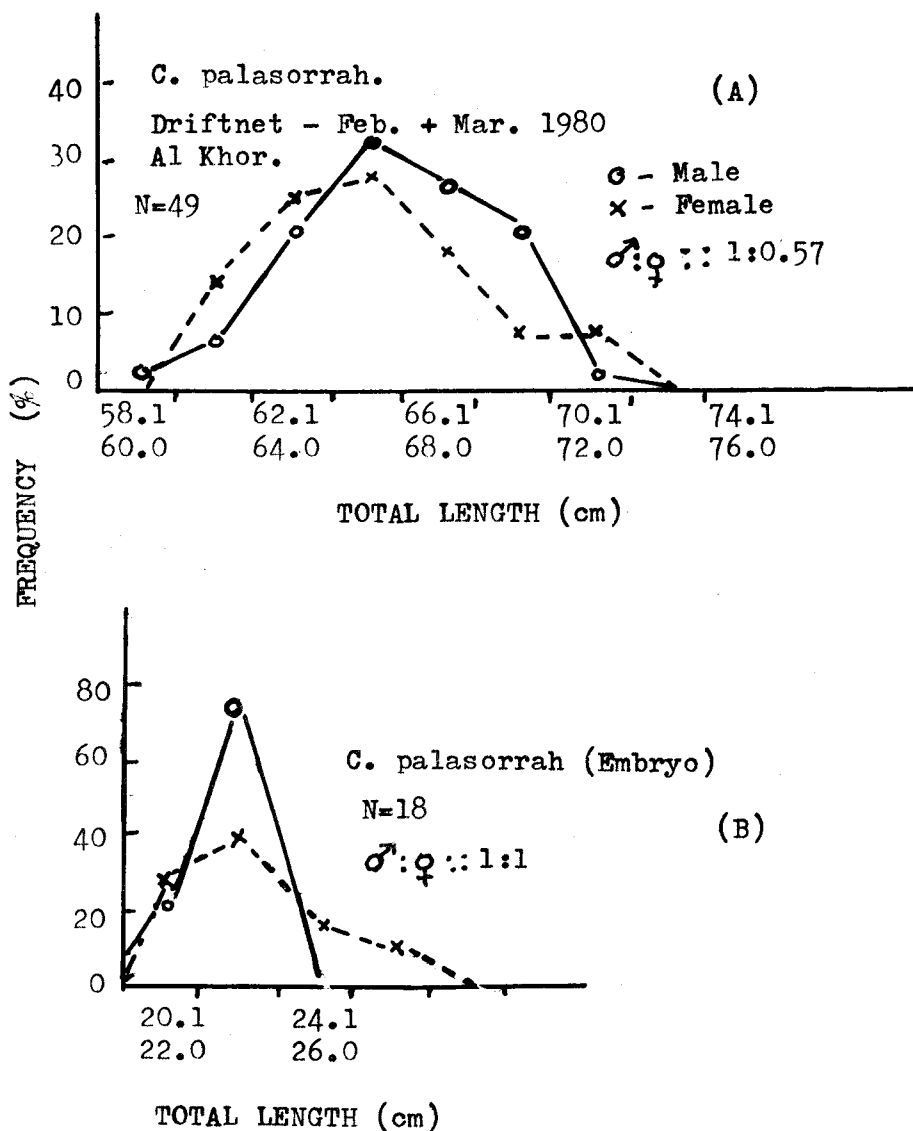 40
30
20
10
0
C. palasorrah.
Driftnet - Feb. + Mar. 1980
Al Khor.
N=49
(A)
o - Male
x - Female
♂:♀ :: 1:0.57
58.1 62.1 66.1' 70.1 74.1
60.0 64.0 68.0 72.0 76.0
TOTAL LENGTH (cm)
FREQUENCY (%)
80
60
40
20
0
C. palasorrah (Embryo)
N=18
♂:♀ :: 1:1
(B)
20.1 24.1
22.0 26.0
TOTAL LENGTH (cm)